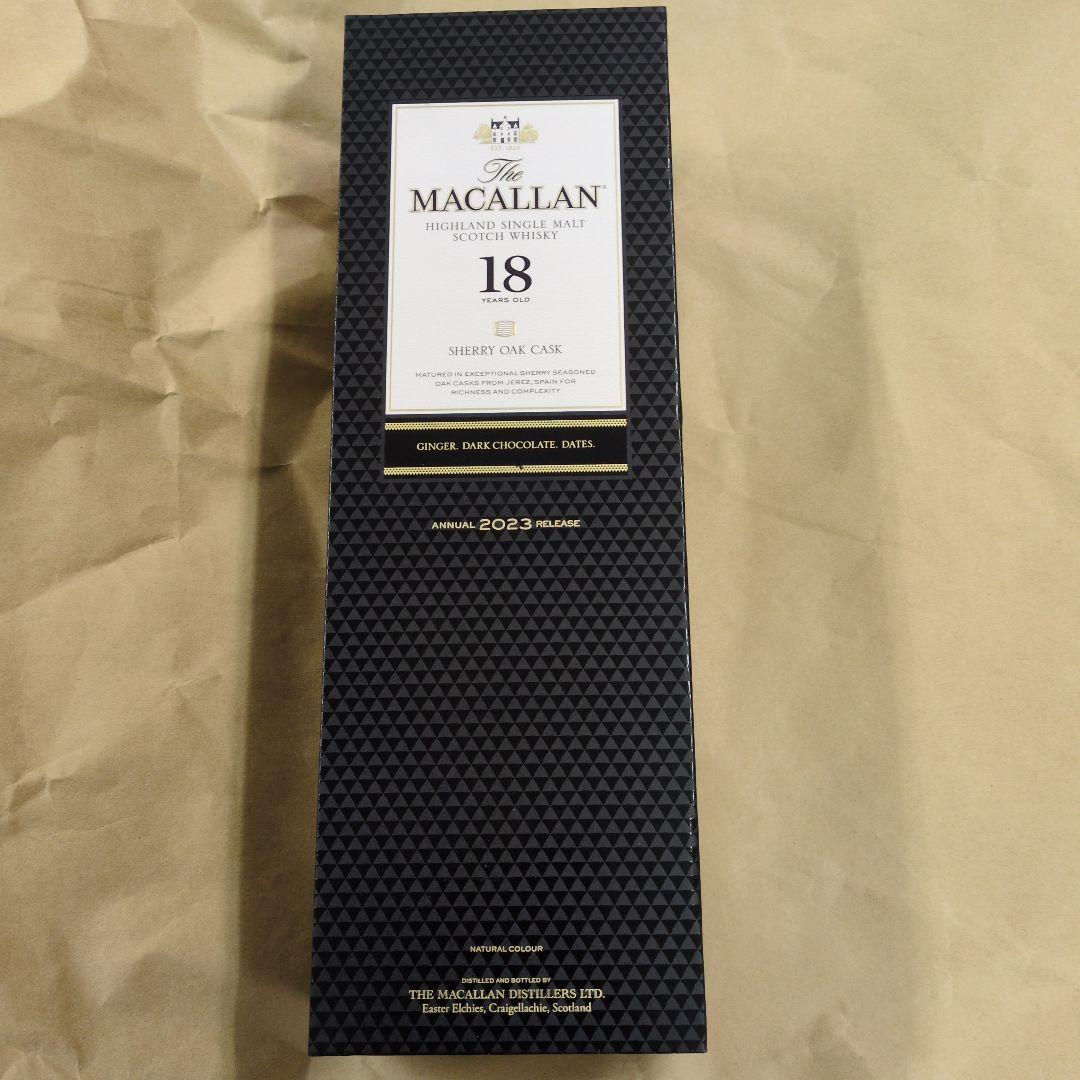 EST. 1824
The
MACALLAN
HIGHLAND SINGLE MALT
SCOTCH WHISKY
18
YEARS OLD
SHERRY OAK CASK
MATURED IN EXCEPTIONAL SHERRY SEASONED
OAK CASKS FROM JEREZ, SPAIN FOR
RICHNESS AND COMPLEXITY
GINGER. DARK CHOCOLATE. DATES.
ANNUAL 2023 RELEASE
NATURAL COLOUR
DISTILLED AND BOTTLED BY
THE MACALLAN DISTILLERS LTD.
Easter Elchies, Craigellachie, Scotland